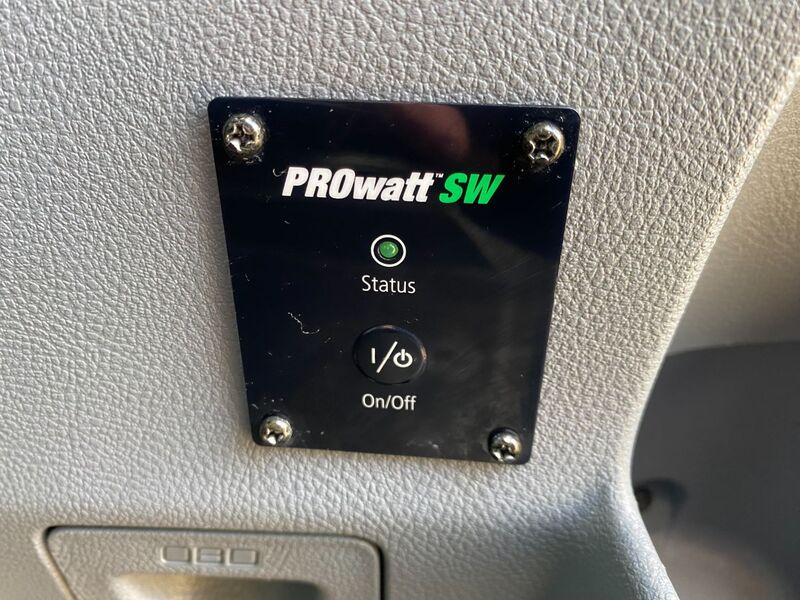 PROwatt™ SW
Status
I/⏻
On/Off
OBD